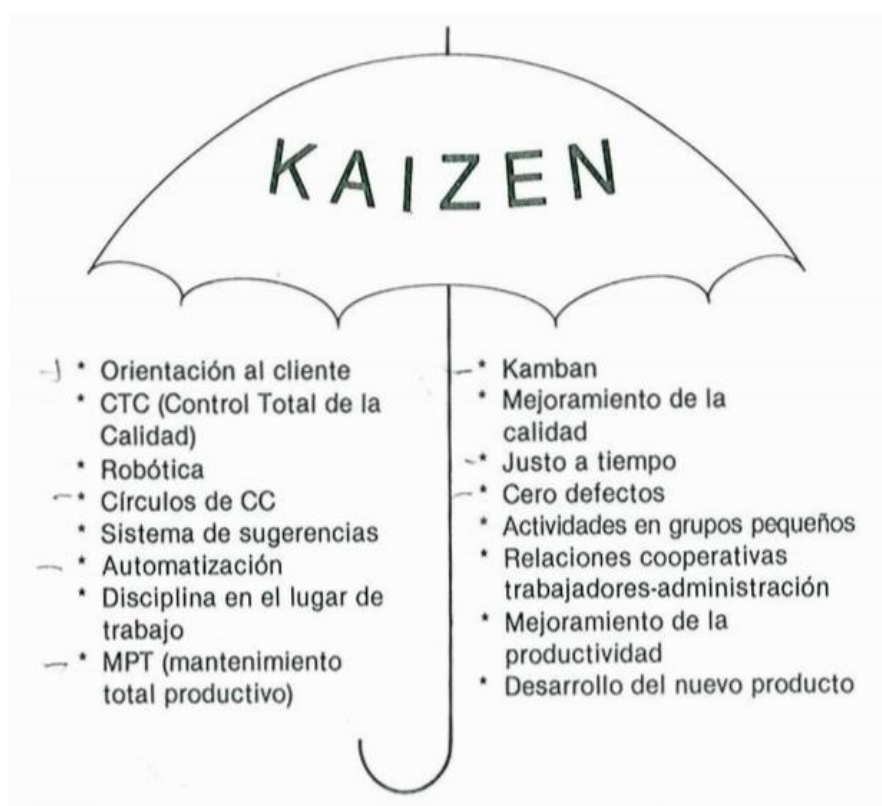 KAIZEN
* Orientación al cliente
* CTC (Control Total de la
Calidad)
* Robótica
* Círculos de CC
* Sistema de sugerencias
* Automatización
* Disciplina en el lugar de
trabajo
* MPT (mantenimiento
total productivo)
* Kamban
* Mejoramiento de la
calidad
* Justo a tiempo
* Cero defectos
* Actividades en grupos pequeños
* Relaciones cooperativas
trabajadores-administración
* Mejoramiento de la
productividad
* Desarrollo del nuevo producto